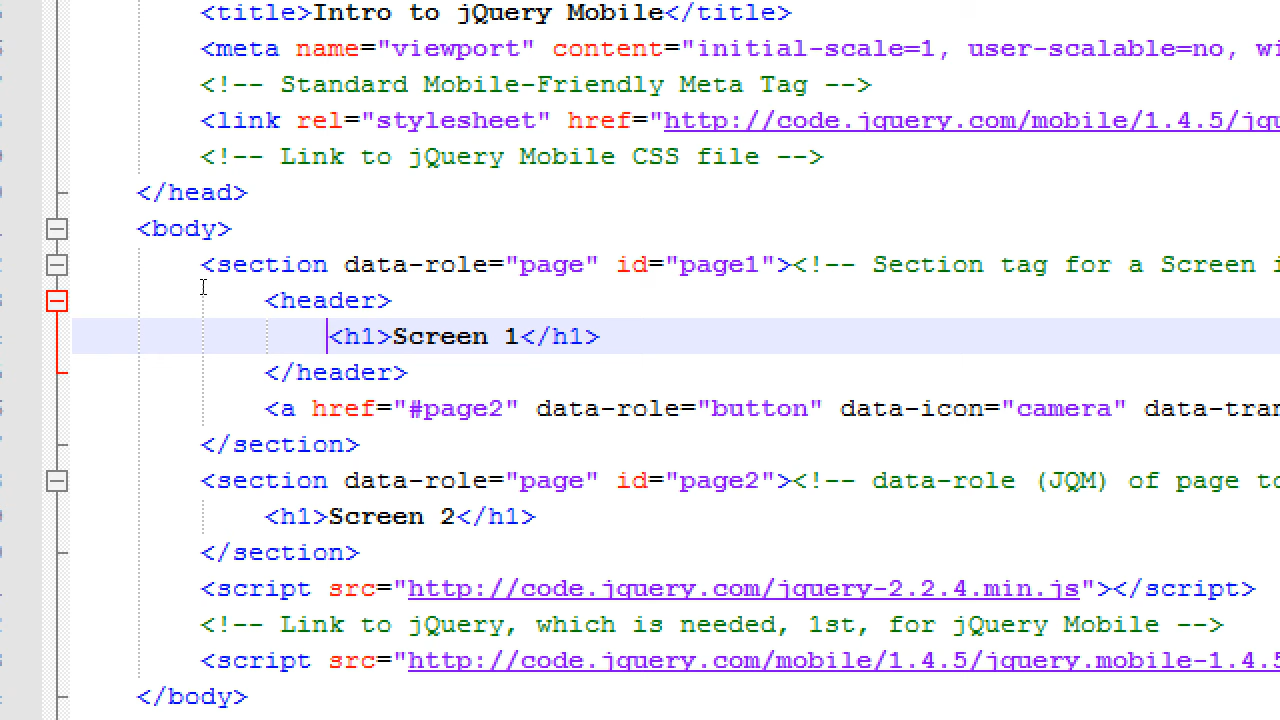 <title>Intro to jQuery Mobile</title>
<meta name="viewport" content="initial-scale=1, user-scalable=no,
<!-- Standard Mobile-Friendly Meta Tag -->
<link rel="stylesheet" href="http://code.jquery.com/mobile/1.4.5/jqu
<!-- Link to jQuery Mobile CSS file -->
</head>
<body>
<section data-role="page" id="page1"><!-- Section tag for a Screen
<header>
<h1>Screen 1</h1>
</header>
<a href="#page2" data-role="button" data-icon="camera" data-tran
</section>
<section data-role="page" id="page2"><!-- data-role (JQM) of page to
<h1>Screen 2</h1>
</section>
<script src="http://code.jquery.com/jquery-2.2.4.min.js"></script>
<!-- Link to jQuery, which is needed, 1st, for jQuery Mobile -->
<script src="http://code.jquery.com/mobile/1.4.5/jquery.mobile-1.4.5
</body>